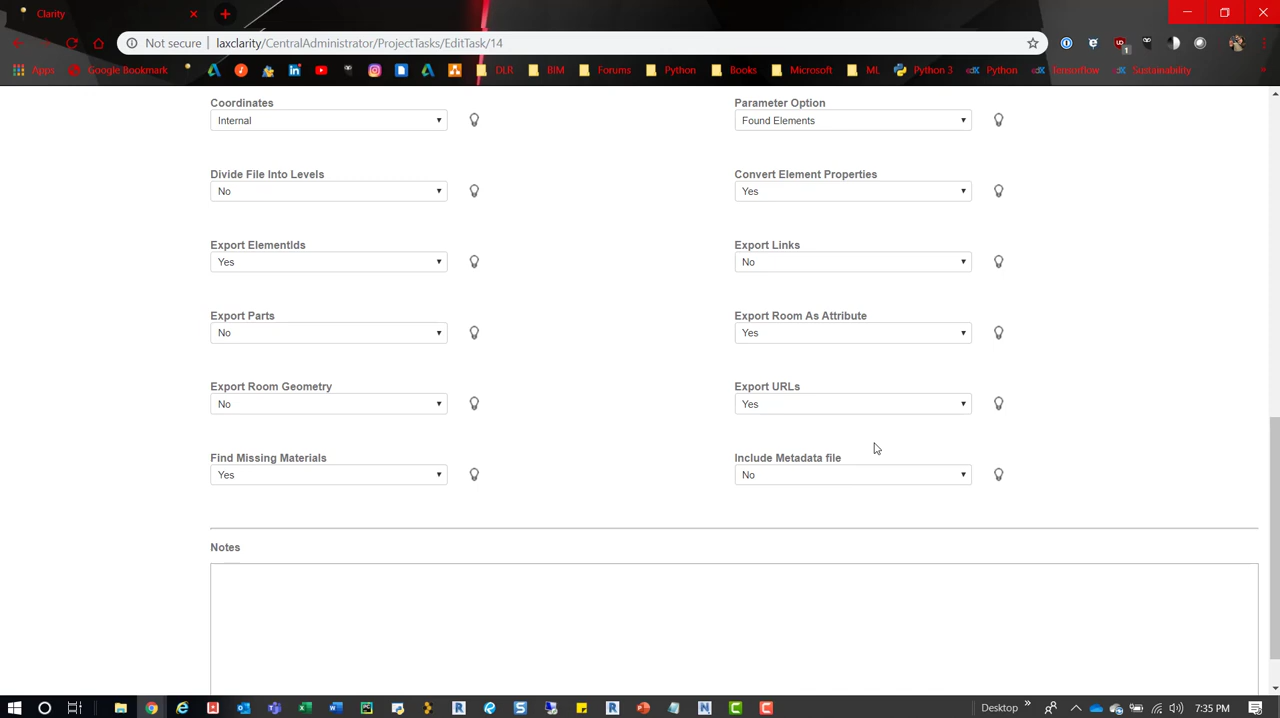 Clarity
Not secure | laxclarity/CentralAdministrator/ProjectTasks/EditTask/14
Apps Google Bookmark DLR BIM Forums Python Books Microsoft ML Python 3 Python Tensorflow Sustainability
Coordinates Parameter Option
Internal Found Elements
Divide File Into Levels Convert Element Properties
No Yes
Export ElementIds Export Links
Yes No
Export Parts Export Room As Attribute
No Yes
Export Room Geometry Export URLs
No Yes
Find Missing Materials Include Metadata file
Yes No
Notes
Desktop 7:35 PM